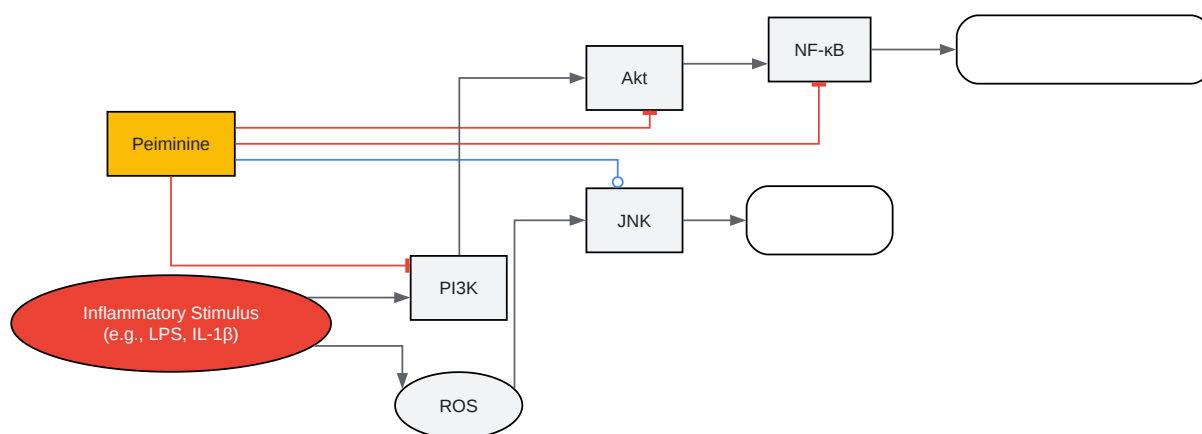 NF-κB
Akt
Peiminine
JNK
PI3K
Inflammatory Stimulus
(e.g., LPS, IL-1β)
ROS